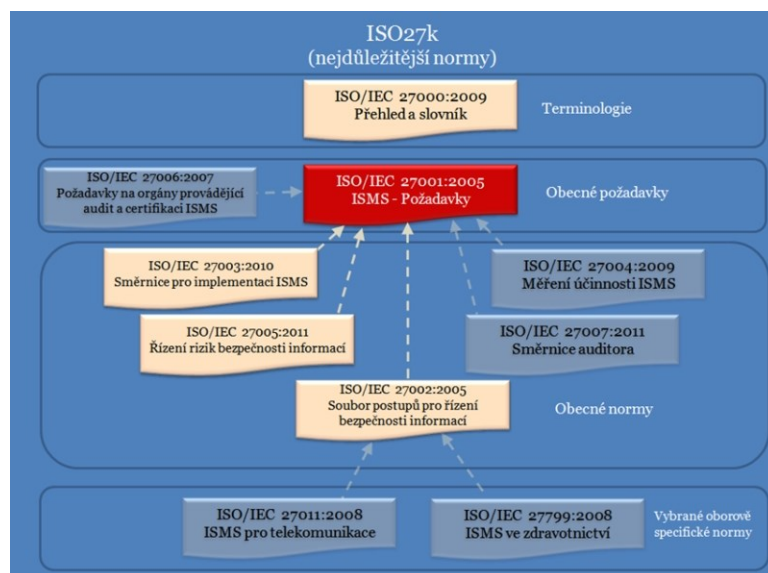 ISO27k
(nejdůležitější normy)
ISO/IEC 27000:2009
Přehled a slovník
Terminologie
ISO/IEC 27006:2007
Požadavky na orgány provádějící
audit a certifikaci ISMS
ISO/IEC 27001:2005
ISMS - Požadavky
Obecné požadavky
ISO/IEC 27003:2010
Směrnice pro implementaci ISMS
ISO/IEC 27004:2009
Měření účinnosti ISMS
ISO/IEC 27005:2011
Řízení rizik bezpečnosti informací
ISO/IEC 27007:2011
Směrnice auditora
ISO/IEC 27002:2005
Soubor postupů pro řízení
bezpečnosti informací
Obecné normy
ISO/IEC 27011:2008
ISMS pro telekomunikace
ISO/IEC 27799:2008
ISMS ve zdravotnictví
Vybrané oborově
specifické normy